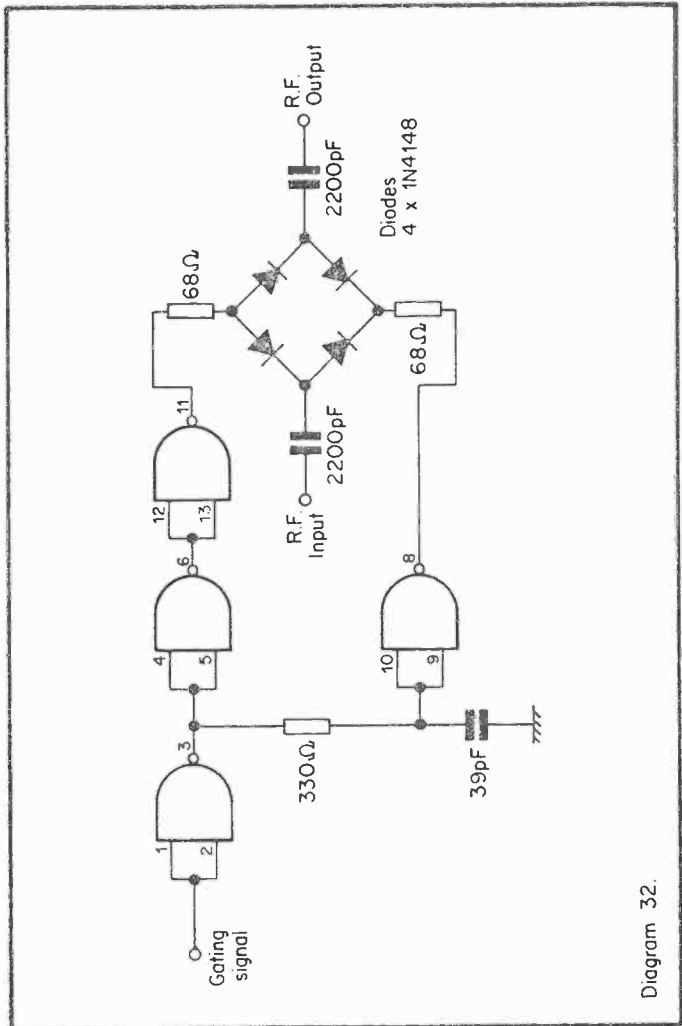 Gating
signal
1
2
3
4
5
6
12
13
11
68Ω
330Ω
39pF
10
9
8
68Ω
R.F.
Input
2200pF
2200pF
R.F.
Output
Diodes
4 x 1N4148
Diagram 32.